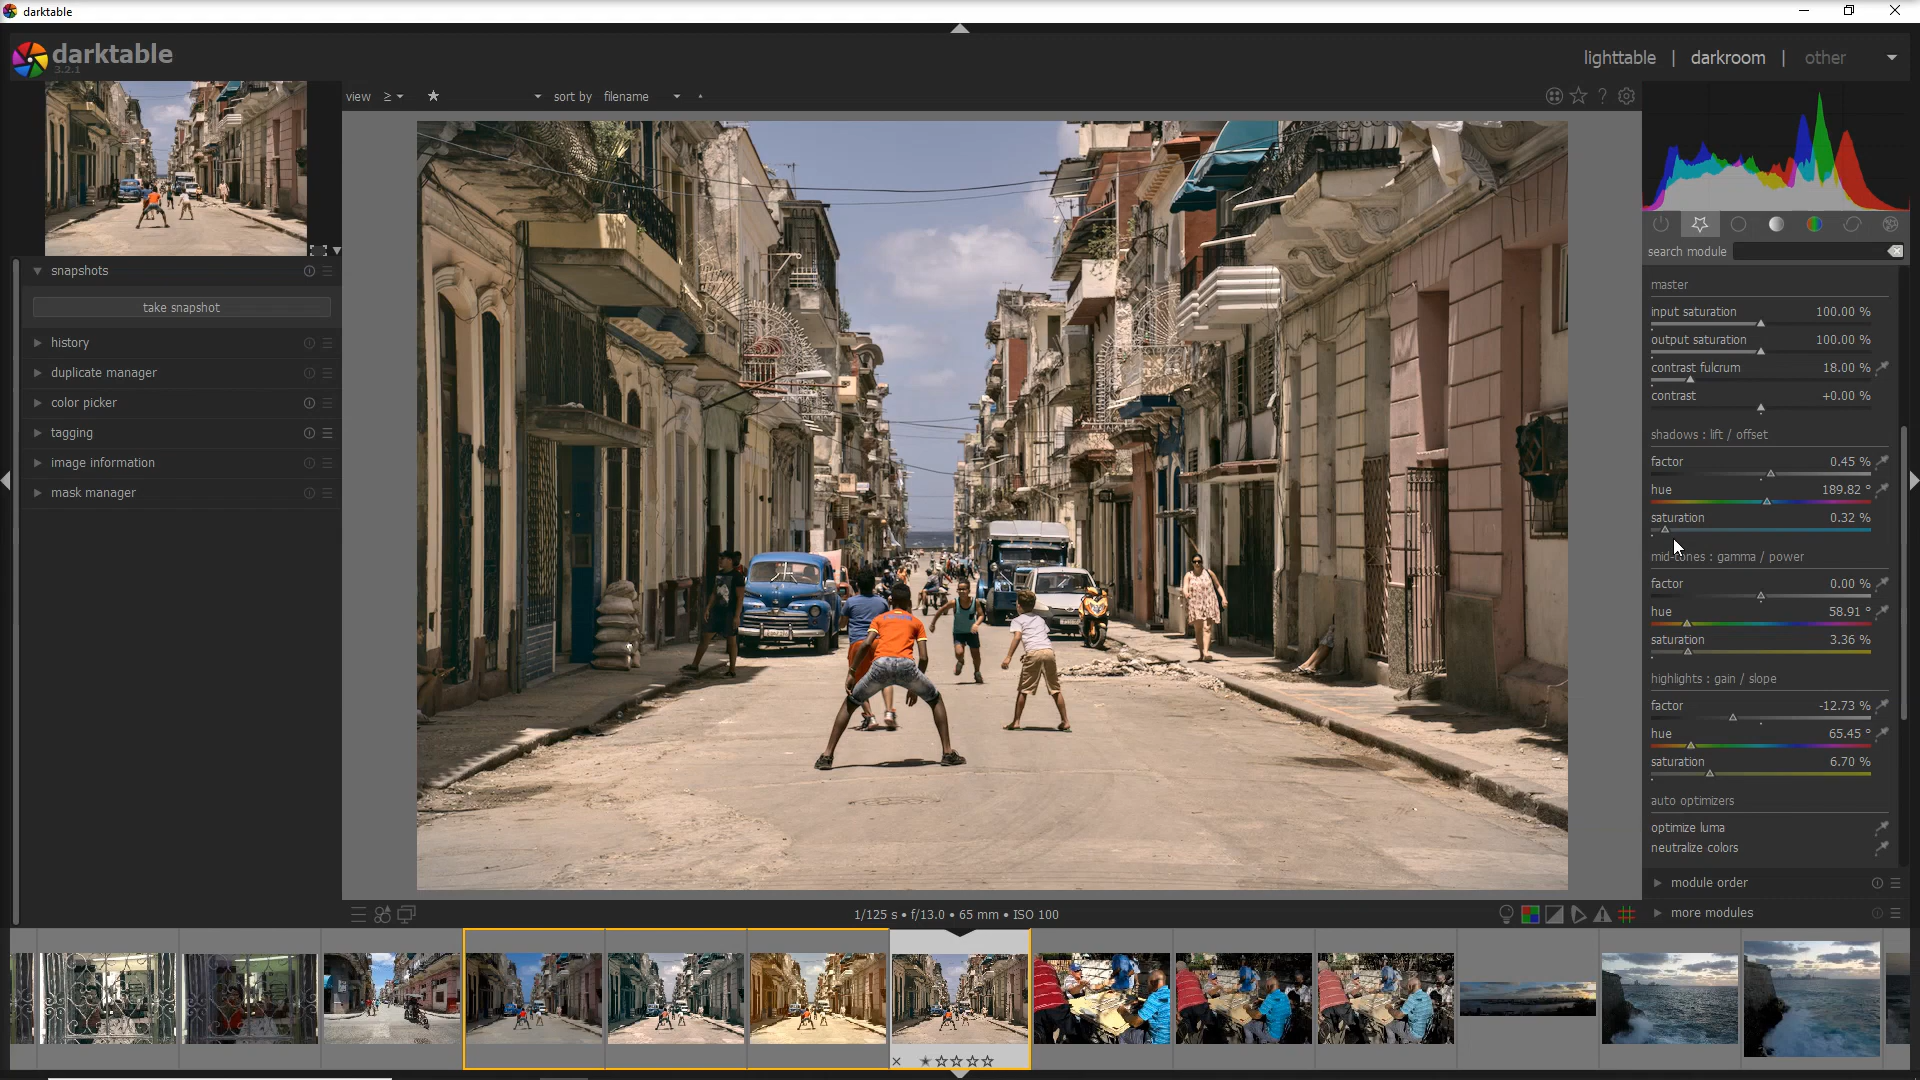 darktable
darktable
3.2.1
lighttable | darkroom | other
view ≥ ★ sort by filename
?
snapshots
take snapshot
history
duplicate manager
color picker
tagging
image information
mask manager
search module
master
input saturation 100.00 %
output saturation 100.00 %
contrast fulcrum 18.00 %
contrast +0.00 %
shadows : lift / offset
factor 0.45 %
hue 189.82 °
saturation 0.32 %
mid-tones : gamma / power
factor 0.00 %
hue 58.91 °
saturation 3.36 %
highlights : gain / slope
factor -12.73 %
hue 65.45 °
saturation 6.70 %
auto optimizers
optimize luma
neutralize colors
module order
more modules
1/125 s • f/13.0 • 65 mm • ISO 100